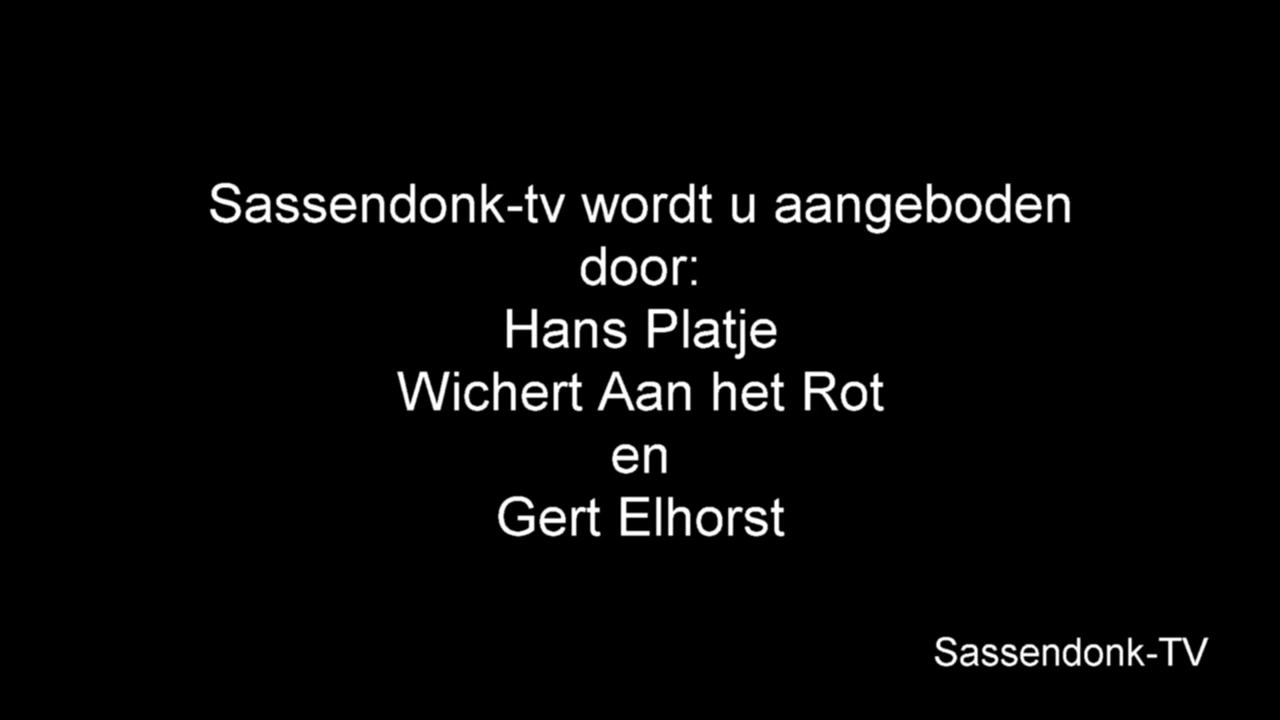 Sassendonk-tv wordt u aangeboden
door:
Hans Platje
Wichert Aan het Rot
en
Gert Elhorst
Sassendonk-TV